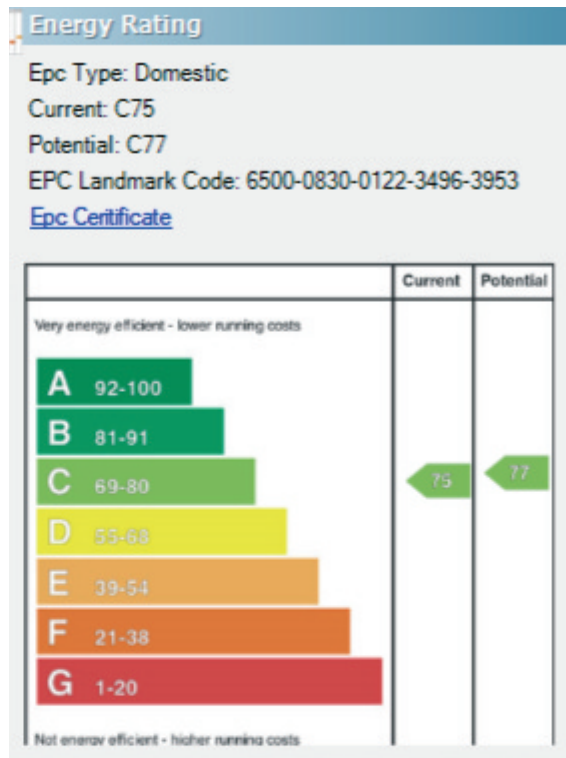 Energy Rating
Epc Type: Domestic
Current: C75
Potential: C77
EPC Landmark Code: 6500-0830-0122-3496-3953
Epc Ceritificate
Current Potential
Very energy efficient - lower running costs
A 92-100
B 81-91
C 69-80 75 77
D 55-68
E 39-54
F 21-38
G 1-20
Not energy efficient - higher running costs